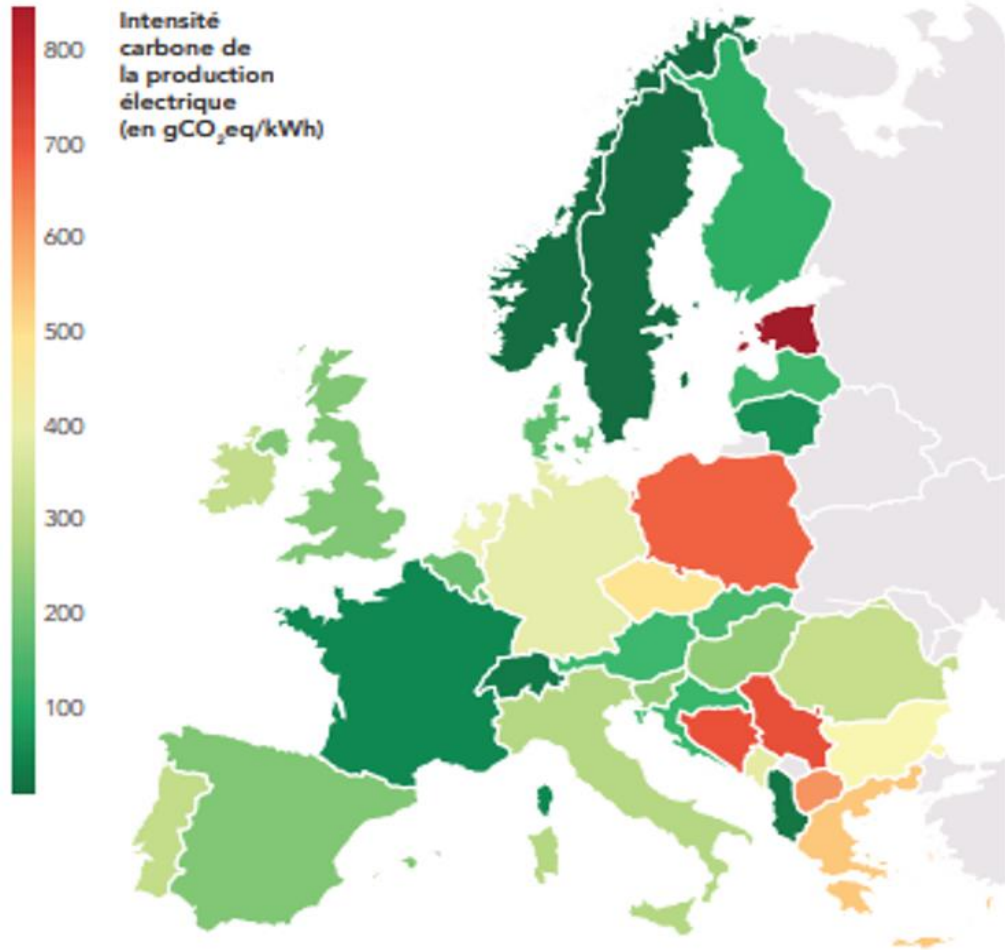 Intensité
carbone de
la production
électrique
(en gCO₂eq/kWh)
800
700
600
500
400
300
200
100